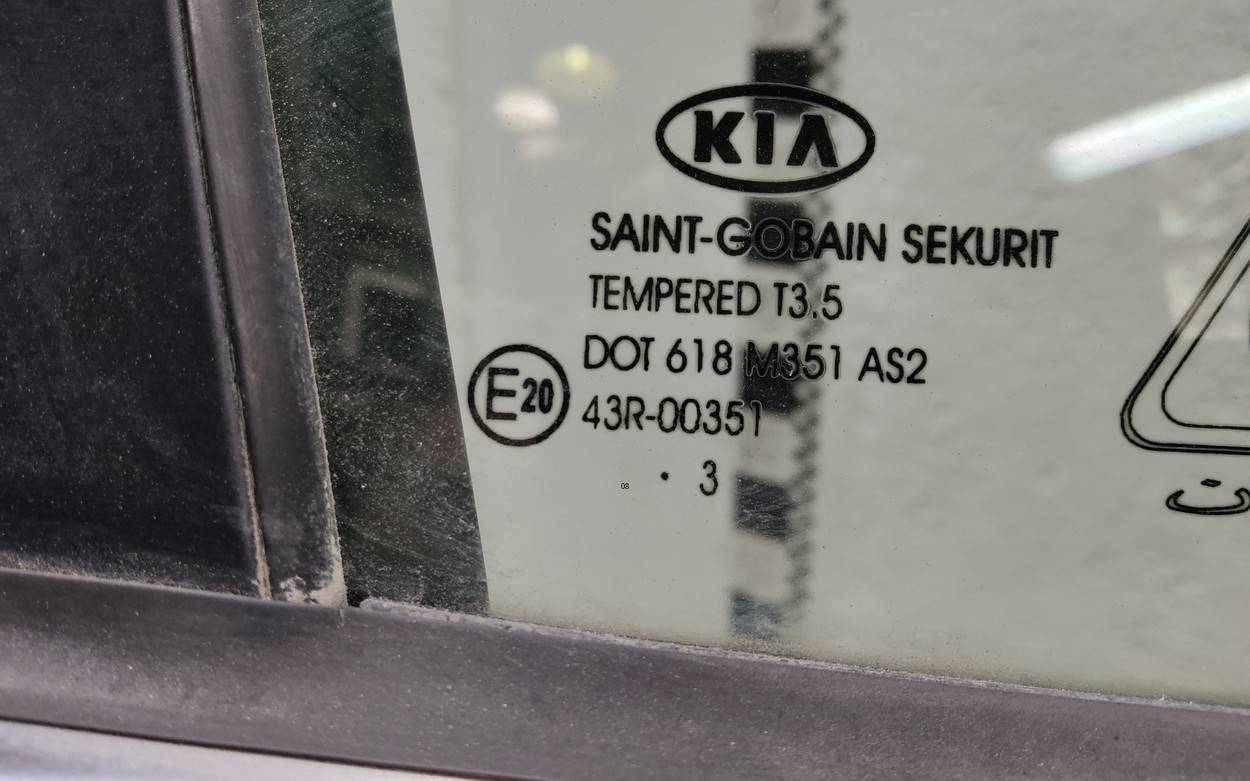 KIA
SAINT-GOBAIN SEKURIT
TEMPERED T3.5
DOT 618 M351 AS2
E20
43R-00351
08 • 3